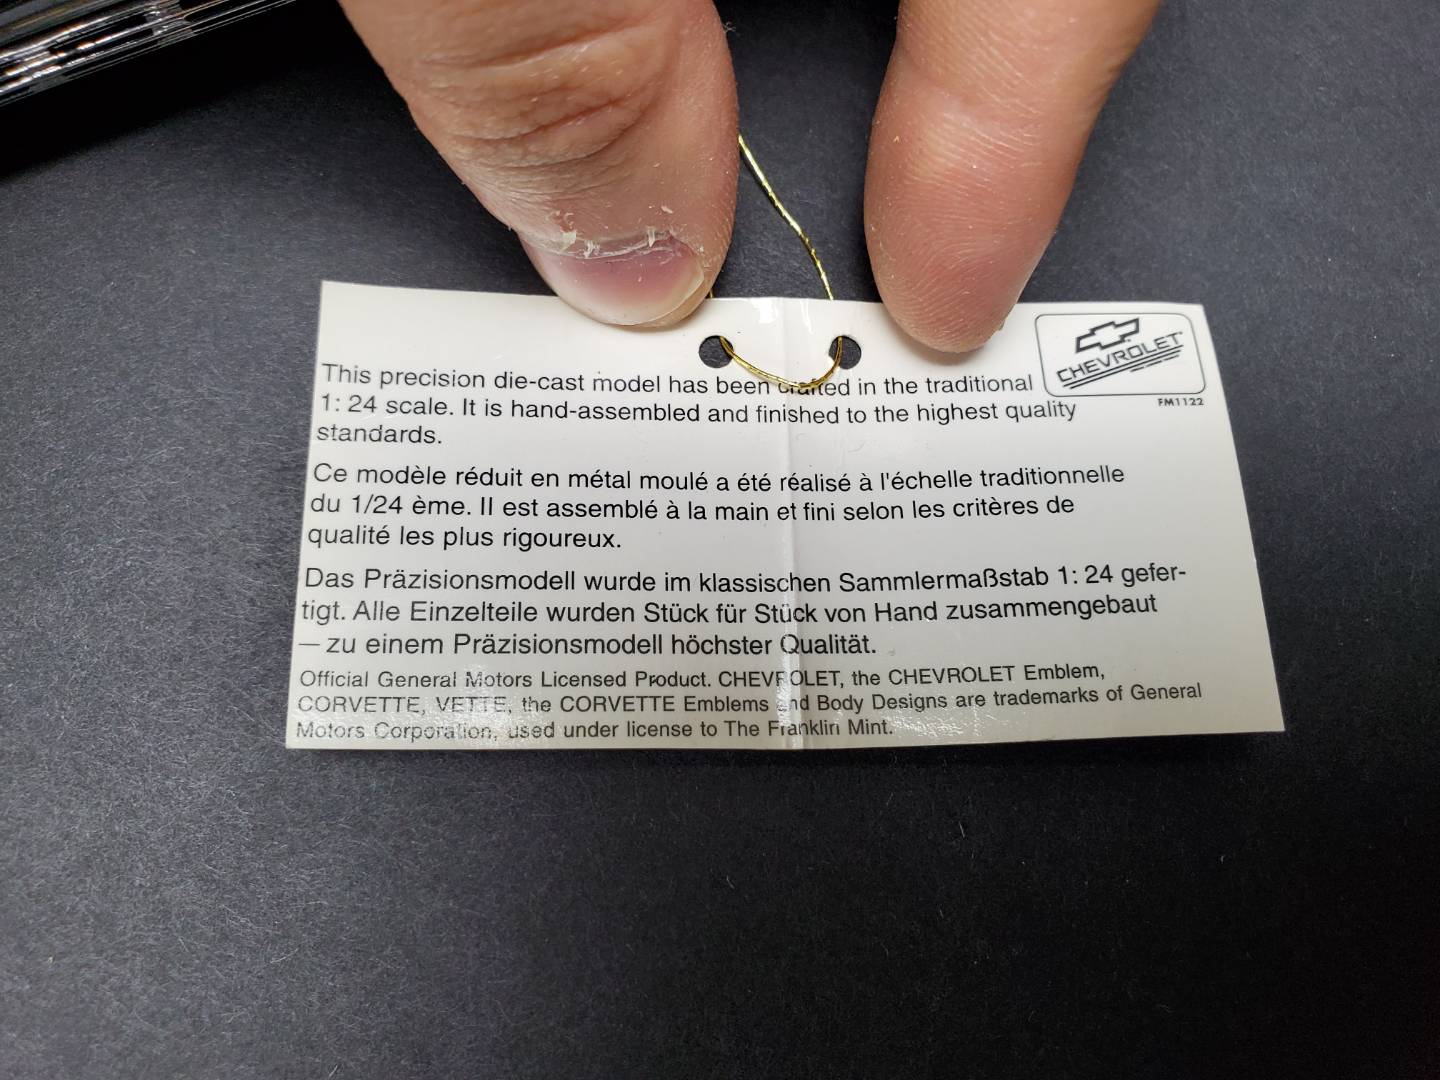 CHEVROLET
FM1122
This precision die-cast model has been crafted in the traditional
1: 24 scale. It is hand-assembled and finished to the highest quality
standards.
Ce modèle réduit en métal moulé a été réalisé à l'échelle traditionnelle
du 1/24 ème. Il est assemblé à la main et fini selon les critères de
qualité les plus rigoureux.
Das Präzisionsmodell wurde im klassischen Sammlermaßstab 1: 24 gefer-
tigt. Alle Einzelteile wurden Stück für Stück von Hand zusammengebaut
— zu einem Präzisionsmodell höchster Qualität.
Official General Motors Licensed Product. CHEVROLET, the CHEVROLET Emblem,
CORVETTE, VETTE, the CORVETTE Emblems and Body Designs are trademarks of General
Motors Corporation, used under license to The Franklin Mint.